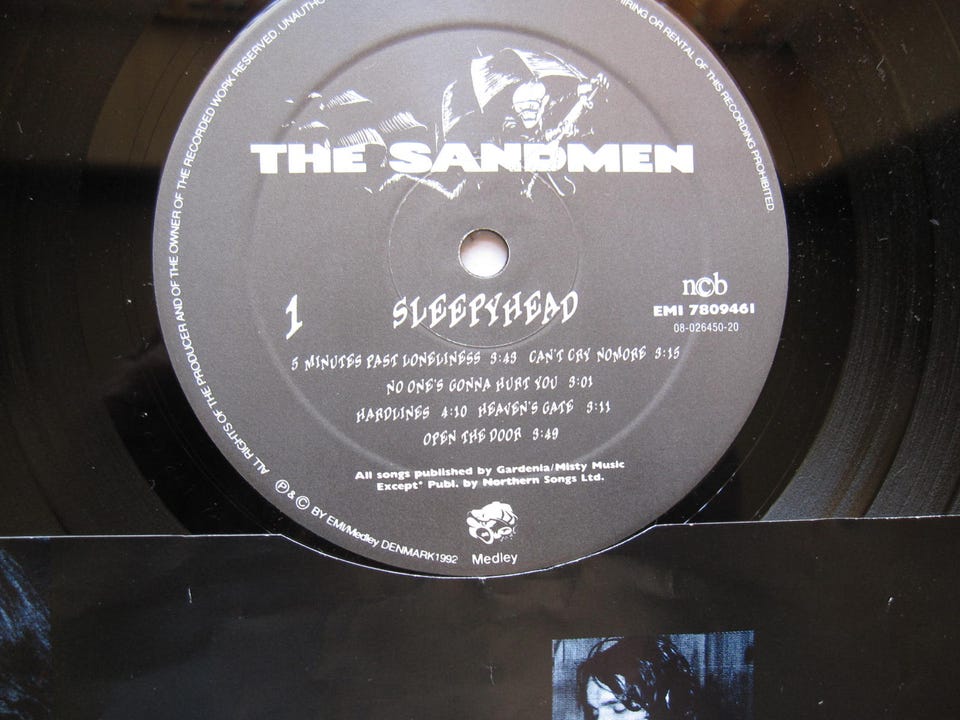 ALL RIGHTS OF THE PRODUCER AND OF THE OWNER OF THE RECORDED WORK RESERVED.
OR RENTAL OF THIS RECORDING PROHIBITED.
THE SANDMEN
ncb
EMI 7809461
08-026450-20
1 SLEEPYHEAD
5 MINUTES PAST LONELINESS 3:43 CAN'T CRY NOMORE 3:15
NO ONE'S GONNA HURT YOU 3:01
HARDLINES 4:10 HEAVEN'S GATE 3:11
OPEN THE DOOR 3:49
All songs published by Gardenia/Misty Music
Except* Publ. by Northern Songs Ltd.
Ⓟ & © BY EMI/Medley DENMARK1992
Medley